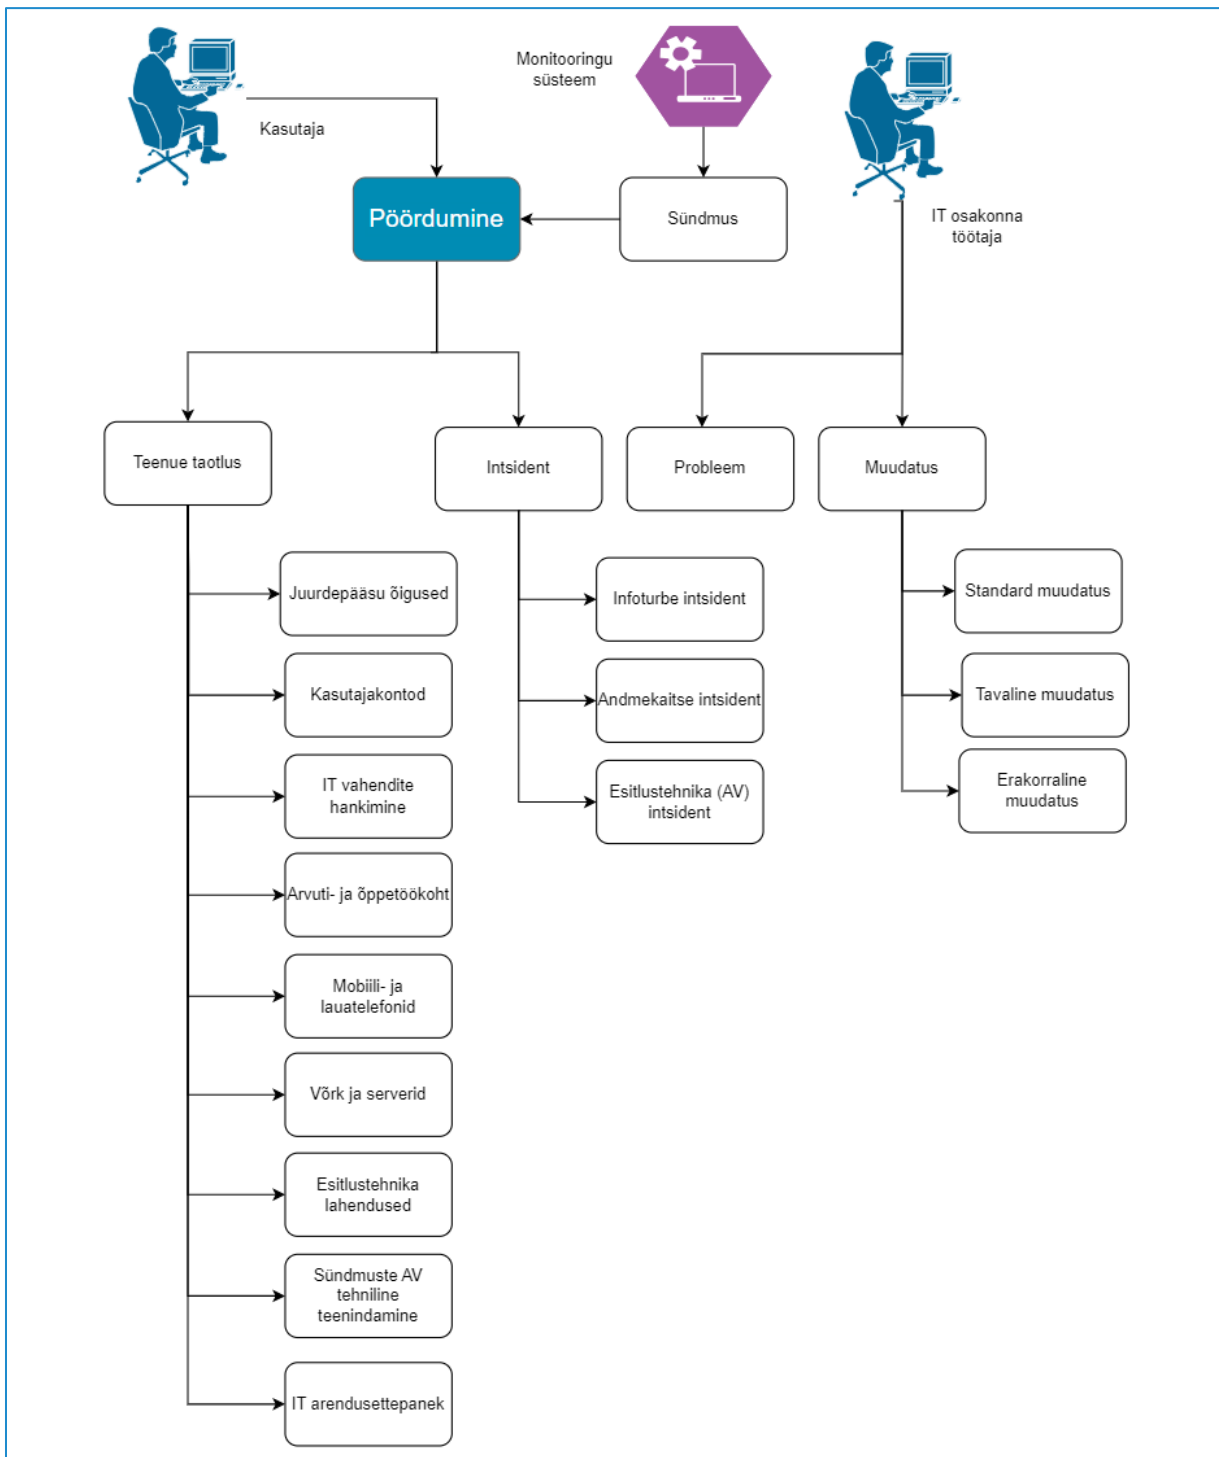 Monitooringu
süsteem
Kasutaja
Pöördumine
Sündmus
IT osakonna
töötaja
Teenue taotlus
Intsident
Probleem
Muudatus
Juurdepääsu õigused
Kasutajakontod
IT vahendite
hankimine
Arvuti- ja õppetöökoht
Mobiili- ja
lauatelefonid
Võrk ja serverid
Esitlustehnika
lahendused
Sündmuste AV
tehniline
teenindamine
IT arendusettepanek
Infoturbe intsident
Andmekaitse intsident
Esitlustehnika (AV)
intsident
Standard muudatus
Tavaline muudatus
Erakorraline
muudatus